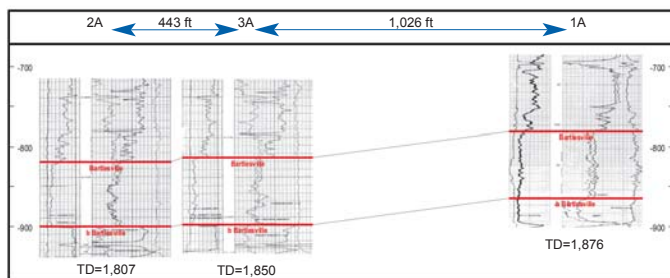 2A 443 ft 3A 1,026 ft 1A
-700 -700
-800 -800
-900 -900
Bartlesville Bartlesville Bartlesville
b Bartlesville b Bartlesville b Bartlesville
TD=1,807 TD=1,850 TD=1,876